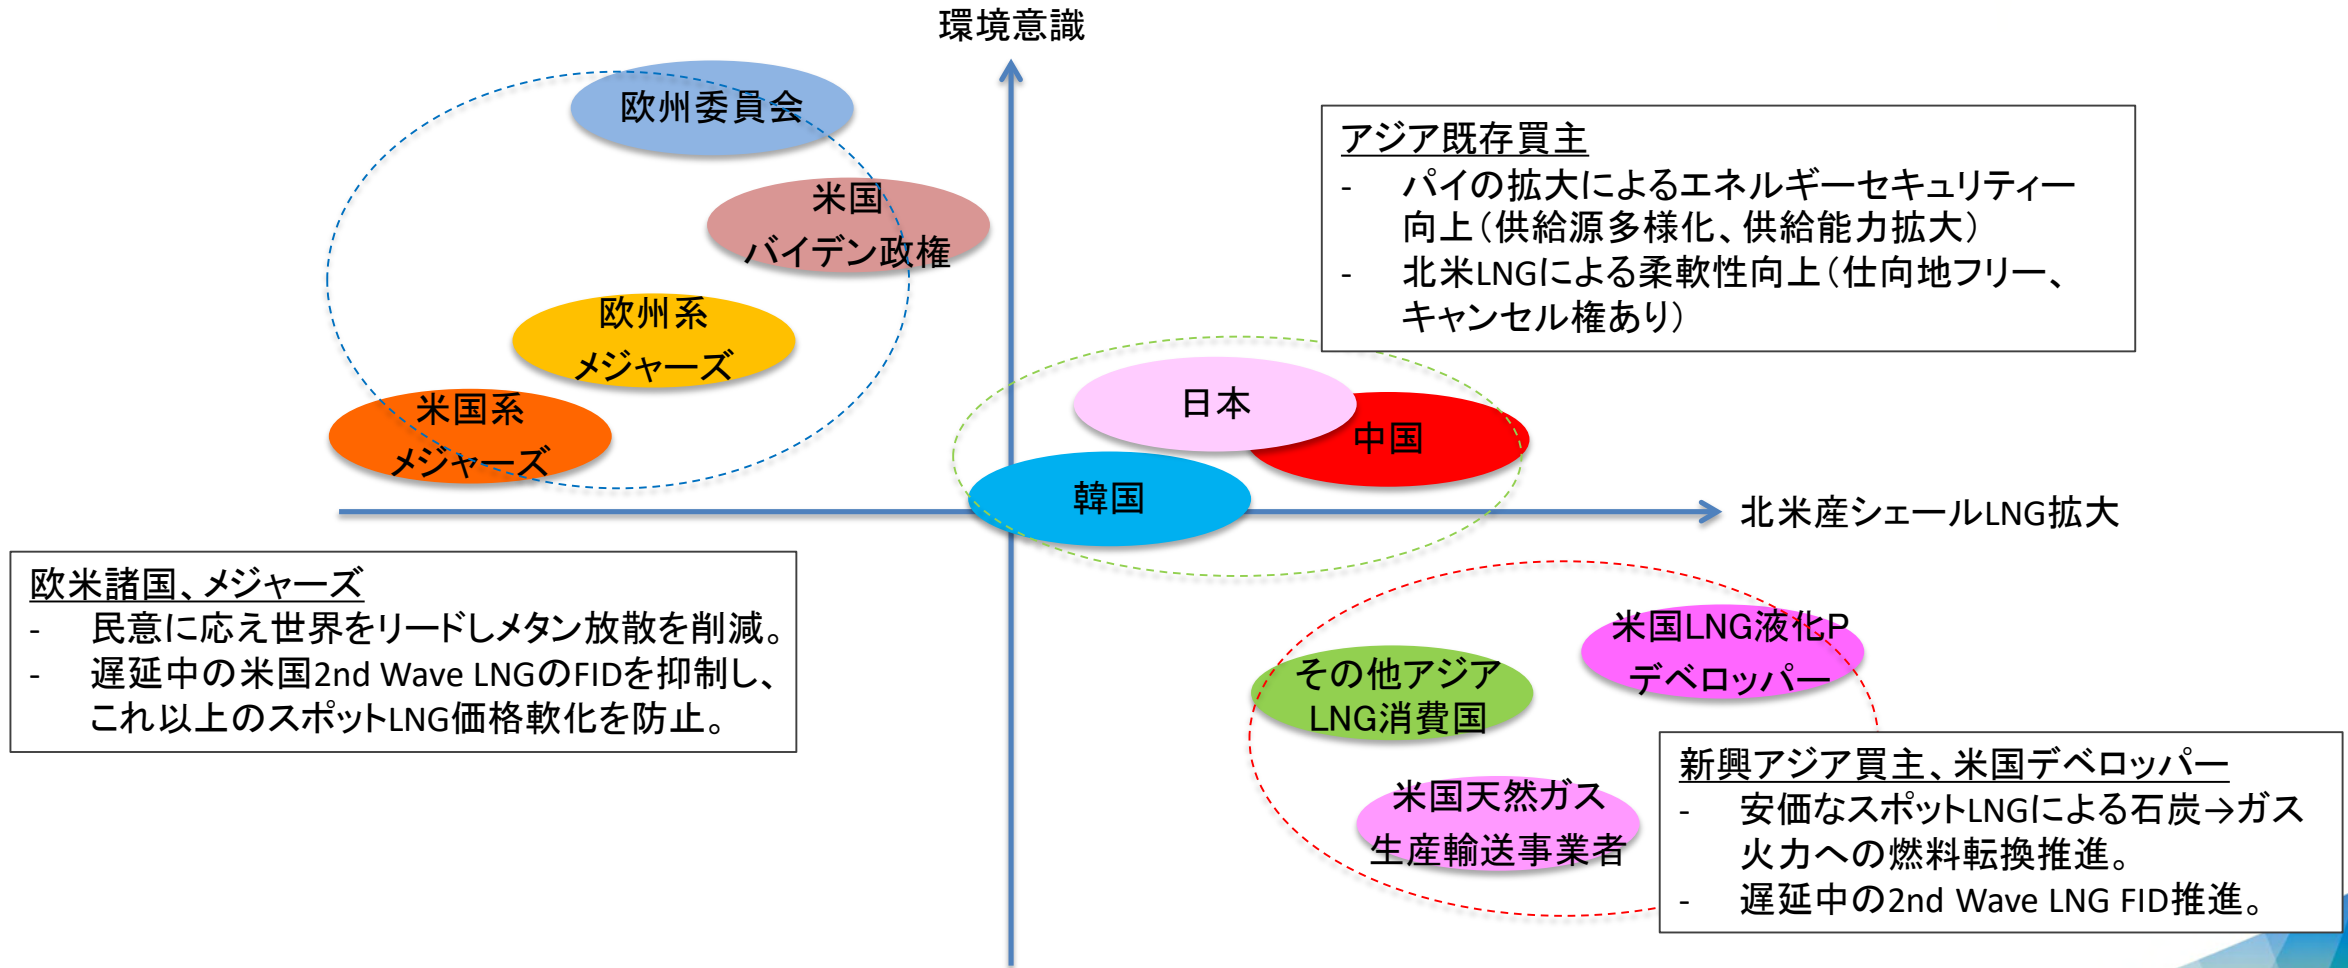 環境意識
欧州委員会
米国
バイデン政権
欧州系
メジャーズ
米国系
メジャーズ
アジア既存買主
- パイの拡大によるエネルギーセキュリティー
向上（供給源多様化、供給能力拡大）
- 北米LNGによる柔軟性向上（仕向地フリー、
キャンセル権あり）
日本
中国
韓国
北米産シェールLNG拡大
欧米諸国、メジャーズ
- 民意に応え世界をリードしメタン放散を削減。
- 遅延中の米国2nd Wave LNGのFIDを抑制し、
これ以上のスポットLNG価格軟化を防止。
米国LNG液化P
デベロッパー
その他アジア
LNG消費国
米国天然ガス
生産輸送事業者
新興アジア買主、米国デベロッパー
- 安価なスポットLNGによる石炭→ガス
火力への燃料転換推進。
- 遅延中の2nd Wave LNG FID推進。